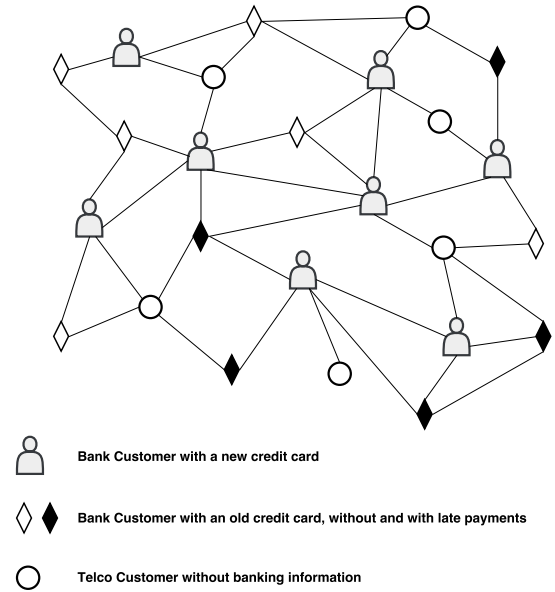 Bank Customer with a new credit card
Bank Customer with an old credit card, without and with late payments
Telco Customer without banking information